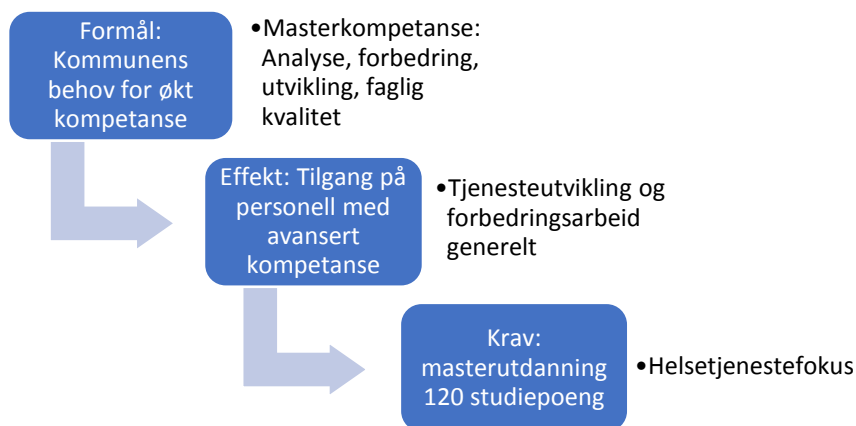 Formål:
Kommunens
behov for økt
kompetanse
•Masterkompetanse:
Analyse, forbedring,
utvikling, faglig
kvalitet
Effekt: Tilgang på
personell med
avansert
kompetanse
•Tjenesteutvikling og
forbedringsarbeid
generelt
Krav:
masterutdanning
120 studiepoeng
•Helsetjenestefokus